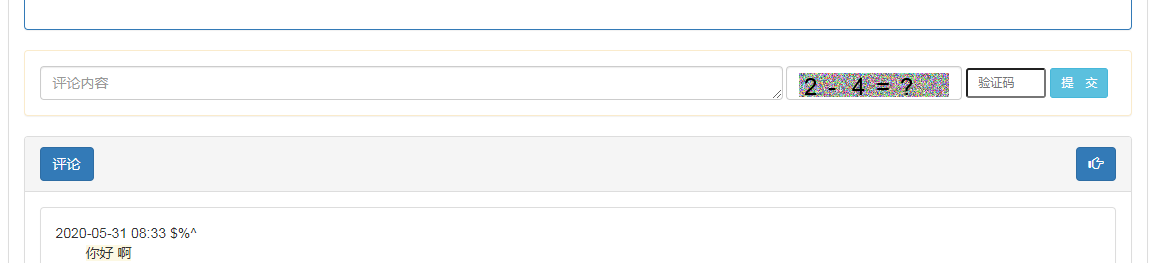 评论内容
2 - 4 = ?
验证码
提 交
评论
2020-05-31 08:33 $%^
你好 啊